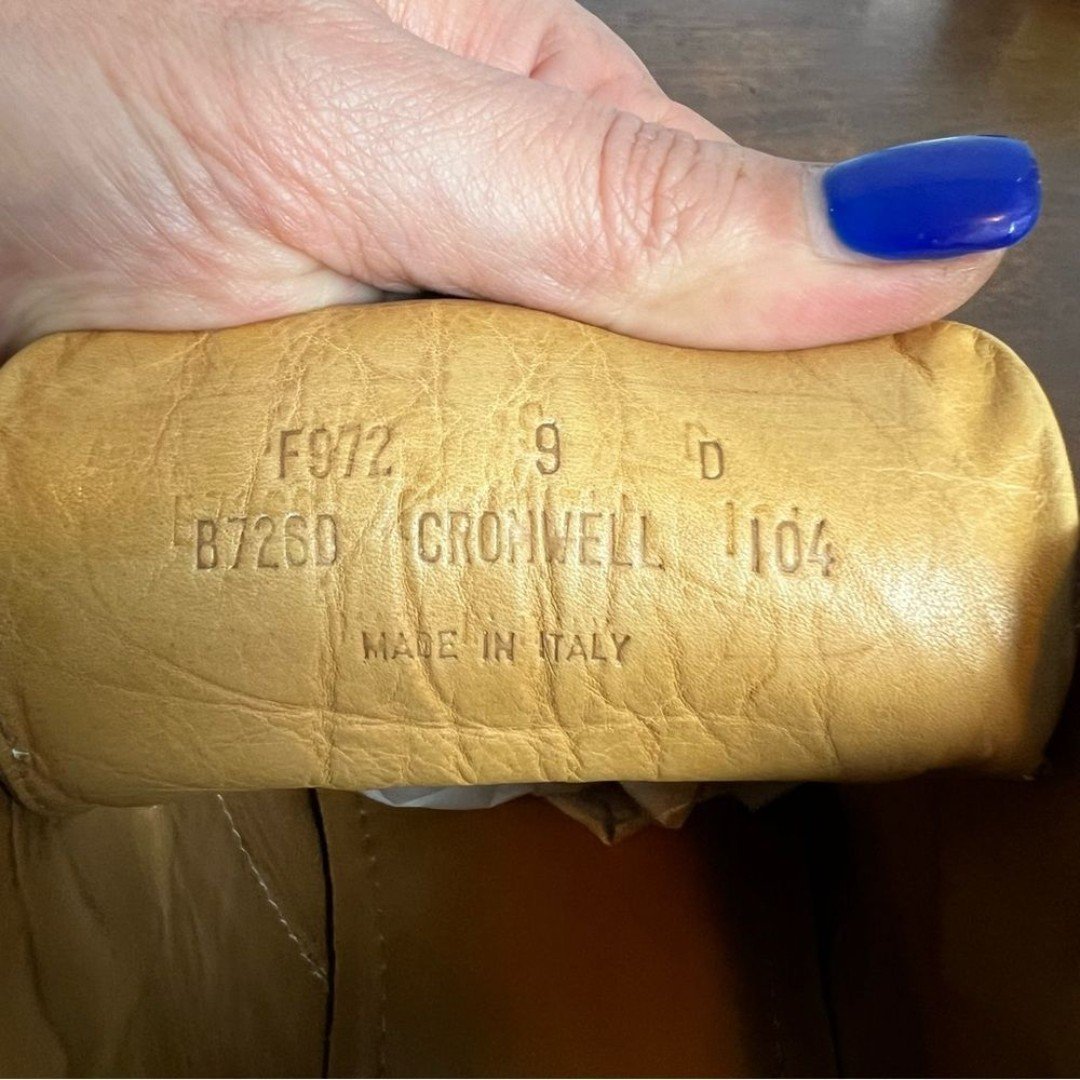 F972 9 D
B726D CROMWELL 104
MADE IN ITALY